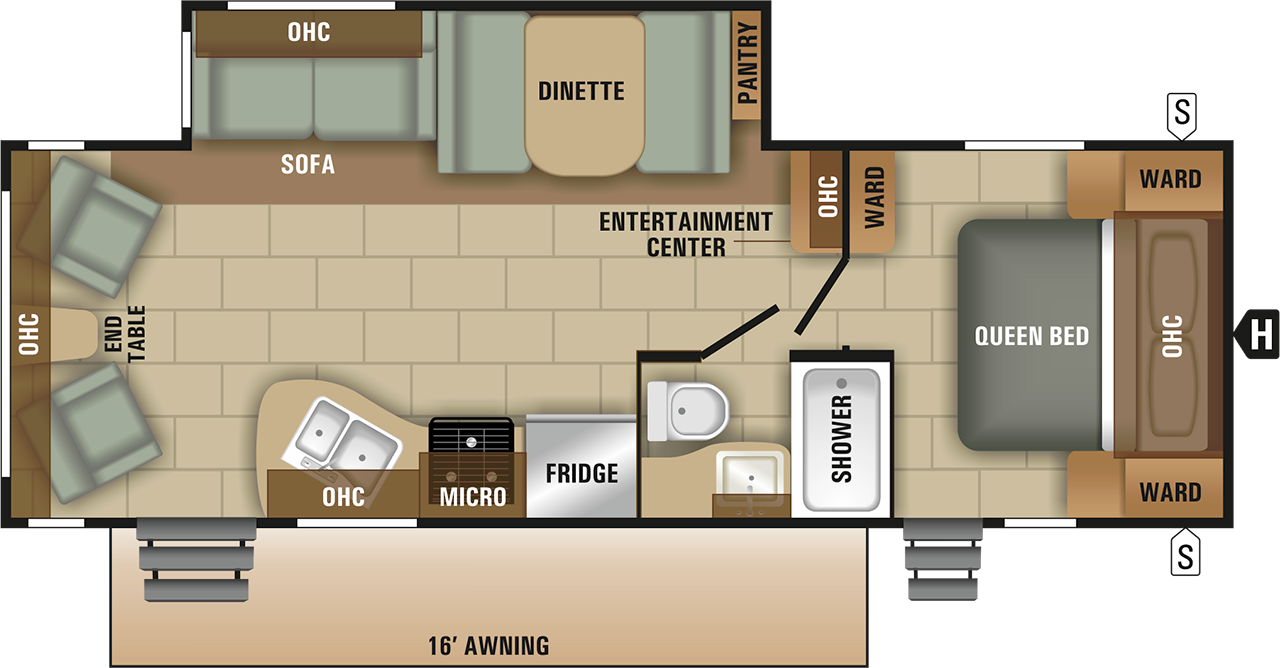 OHC
DINETTE
PANTRY
S
SOFA
OHC
WARD
WARD
ENTERTAINMENT
CENTER
OHC
END
TABLE
QUEEN BED
OHC
H
SHOWER
FRIDGE
OHC
MICRO
WARD
S
16’ AWNING